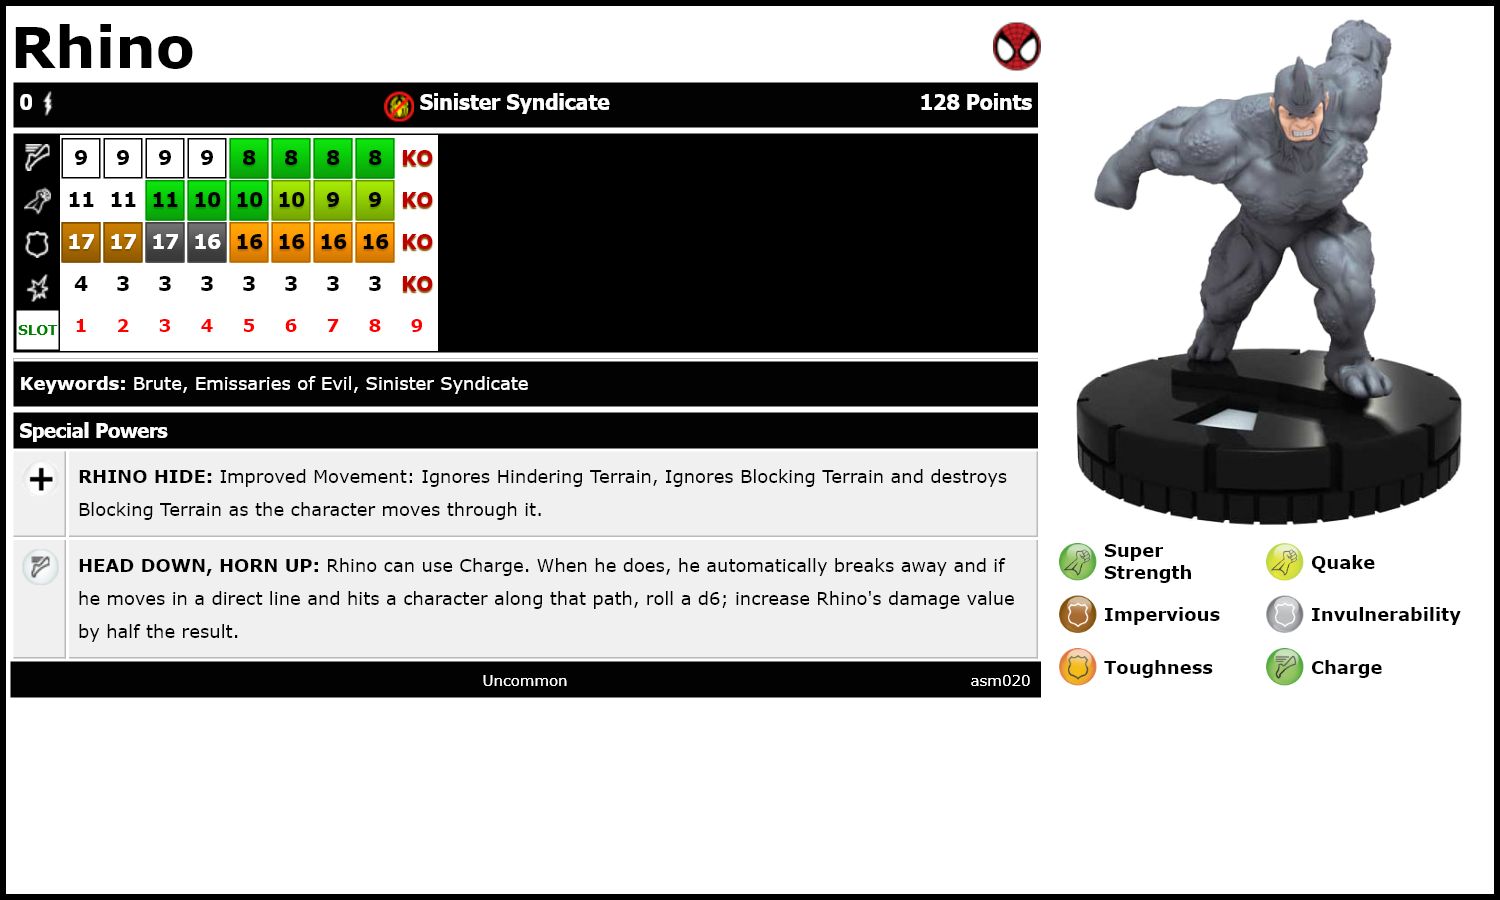 Rhino
0 Sinister Syndicate 128 Points
9 9 9 9 8 8 8 8 KO
11 11 11 10 10 10 9 9 KO
17 17 17 16 16 16 16 16 KO
4 3 3 3 3 3 3 3 KO
SLOT 1 2 3 4 5 6 7 8 9
Keywords: Brute, Emissaries of Evil, Sinister Syndicate
Special Powers
RHINO HIDE: Improved Movement: Ignores Hindering Terrain, Ignores Blocking Terrain and destroys
Blocking Terrain as the character moves through it.
HEAD DOWN, HORN UP: Rhino can use Charge. When he does, he automatically breaks away and if
he moves in a direct line and hits a character along that path, roll a d6; increase Rhino's damage value
by half the result.
Uncommon asm020
Super
Strength
Quake
Impervious
Invulnerability
Toughness
Charge